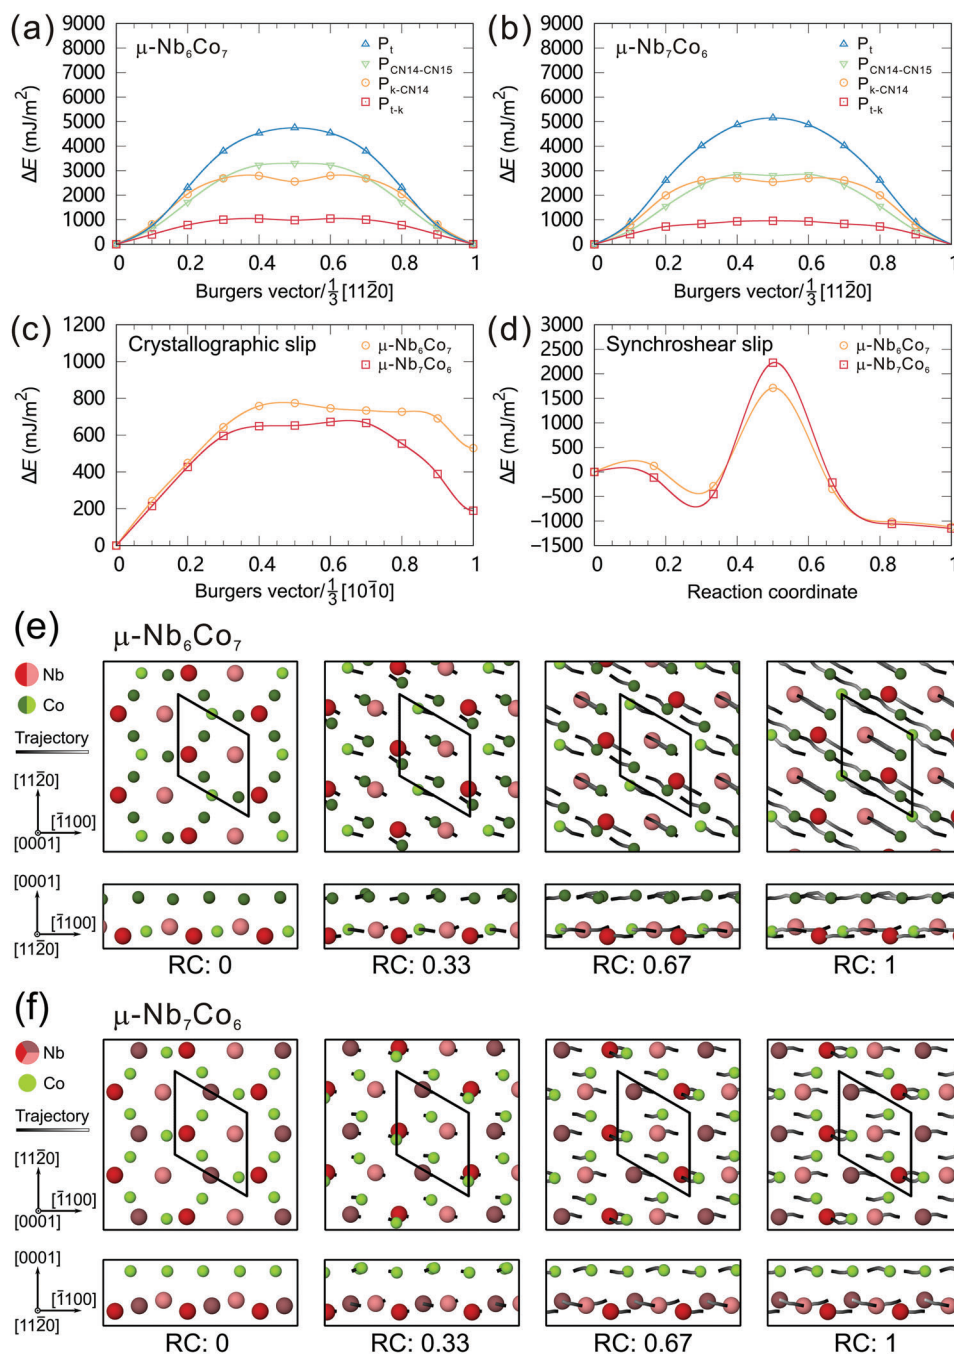 (a)
μ-Nb₆Co₇
Pₜ
P_CN14-CN15
P_k-CN14
P_t-k
ΔE (mJ/m²)
9000
8000
7000
6000
5000
4000
3000
2000
1000
0
0 0.2 0.4 0.6 0.8 1
Burgers vector/⅓[112̄0]
(b)
μ-Nb₇Co₆
Pₜ
P_CN14-CN15
P_k-CN14
P_t-k
ΔE (mJ/m²)
9000
8000
7000
6000
5000
4000
3000
2000
1000
0
0 0.2 0.4 0.6 0.8 1
Burgers vector/⅓[112̄0]
(c)
Crystallographic slip
μ-Nb₆Co₇
μ-Nb₇Co₆
ΔE (mJ/m²)
1200
1000
800
600
400
200
0
0 0.2 0.4 0.6 0.8 1
Burgers vector/⅓[101̄0]
(d)
Synchroshear slip
μ-Nb₆Co₇
μ-Nb₇Co₆
ΔE (mJ/m²)
3000
2500
2000
1500
1000
500
0
−500
−1000
−1500
0 0.2 0.4 0.6 0.8 1
Reaction coordinate
(e)
μ-Nb₆Co₇
Nb
Co
Trajectory
[112̄0]
[1̄100]
[0001]
[0001]
[1̄100]
[112̄0]
RC: 0 RC: 0.33 RC: 0.67 RC: 1
(f)
μ-Nb₇Co₆
Nb
Co
Trajectory
[112̄0]
[1̄100]
[0001]
[0001]
[1̄100]
[112̄0]
RC: 0 RC: 0.33 RC: 0.67 RC: 1